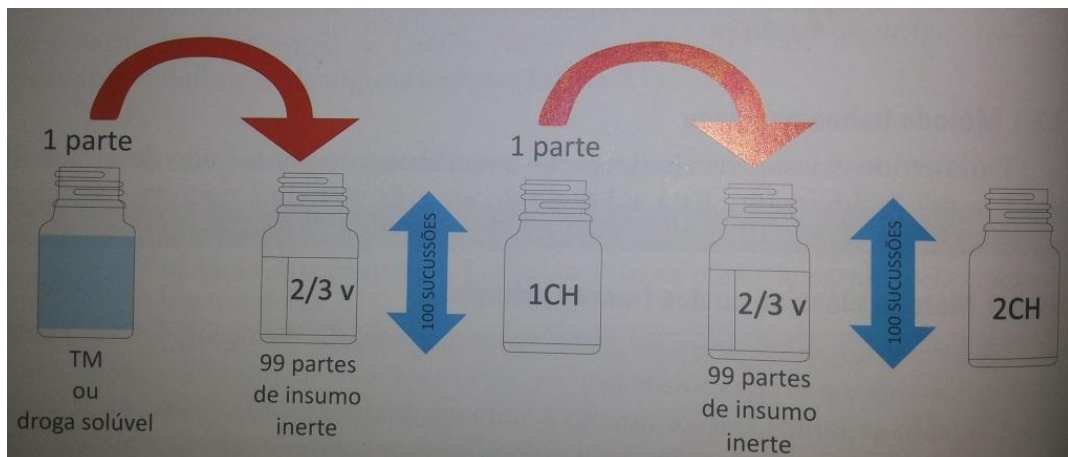 1 parte
TM
ou
droga solúvel
2/3 v
99 partes
de insumo
inerte
100 SUCUSSÕES
1 parte
1CH
2/3 v
99 partes
de insumo
inerte
100 SUCUSSÕES
2CH